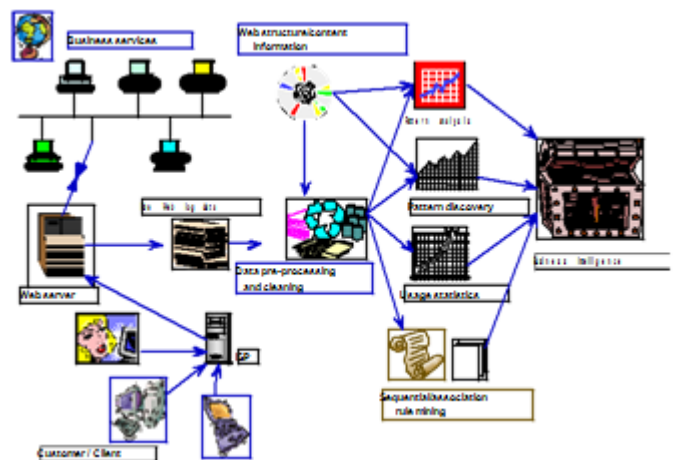 Business services
Web structure/content
Information
Pattern discovery
Data pre-processing
and cleaning
Usage statistics
Web server
Sequential/association
rule mining
Customer / Client